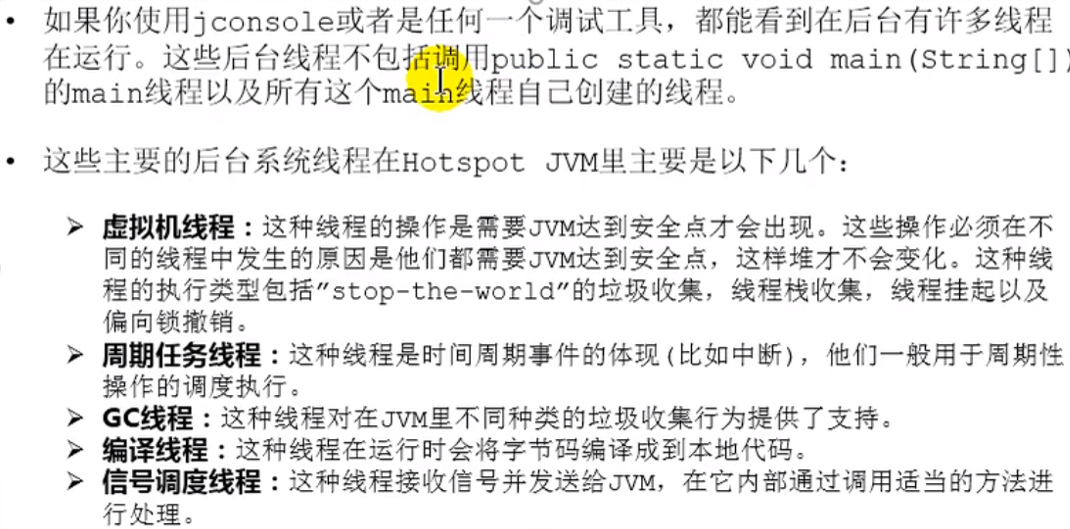 • 如果你使用jconsole或者是任何一个调试工具，都能看到在后台有许多线程
在运行。这些后台线程不包括调用public static void main(String[])
的main线程以及所有这个main线程自己创建的线程。
• 这些主要的后台系统线程在Hotspot JVM里主要是以下几个：
➢ 虚拟机线程：这种线程的操作是需要JVM达到安全点才会出现。这些操作必须在不
同的线程中发生的原因是他们都需要JVM达到安全点，这样堆才不会变化。这种线
程的执行类型包括”stop-the-world”的垃圾收集，线程栈收集，线程挂起以及
偏向锁撤销。
➢ 周期任务线程：这种线程是时间周期事件的体现(比如中断)，他们一般用于周期性
操作的调度执行。
➢ GC线程：这种线程对在JVM里不同种类的垃圾收集行为提供了支持。
➢ 编译线程：这种线程在运行时会将字节码编译成到本地代码。
➢ 信号调度线程：这种线程接收信号并发送给JVM，在它内部通过调用适当的方法进
行处理。